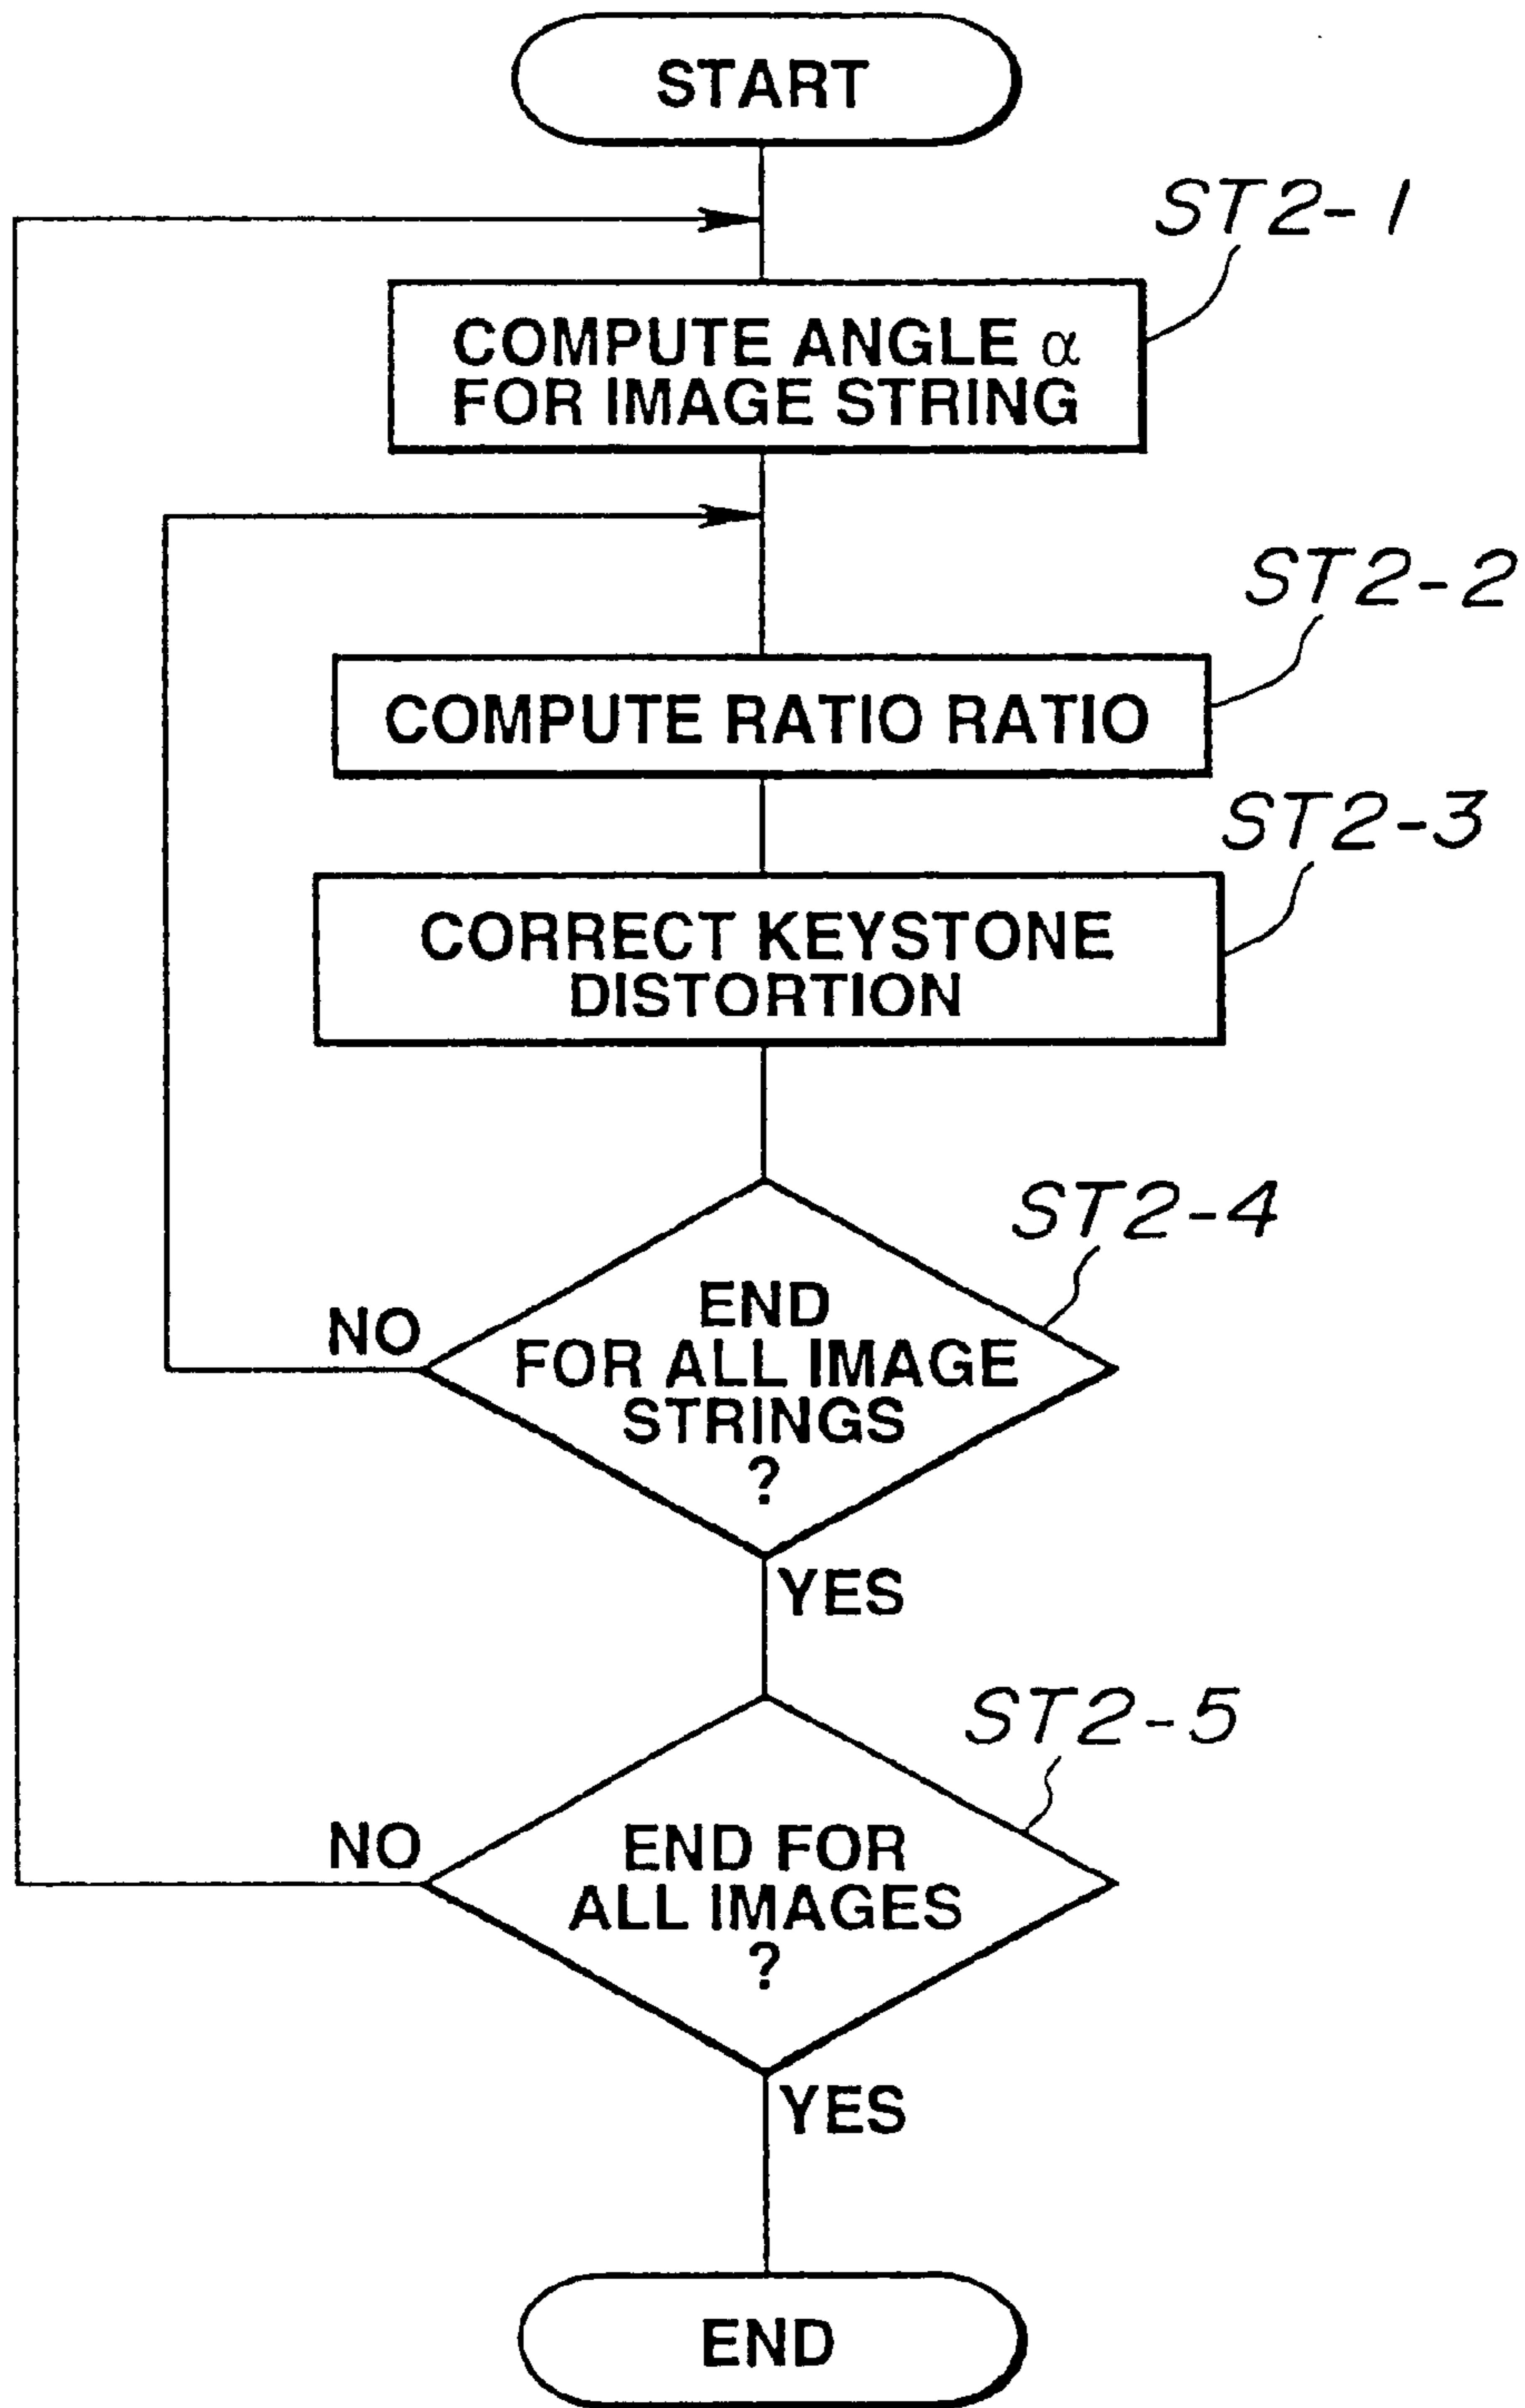 START
ST2-1
COMPUTE ANGLE α
FOR IMAGE STRING
ST2-2
COMPUTE RATIO RATIO
ST2-3
CORRECT KEYSTONE
DISTORTION
ST2-4
END
FOR ALL IMAGE
STRINGS
?
NO
YES
ST2-5
END FOR
ALL IMAGES
?
NO
YES
END